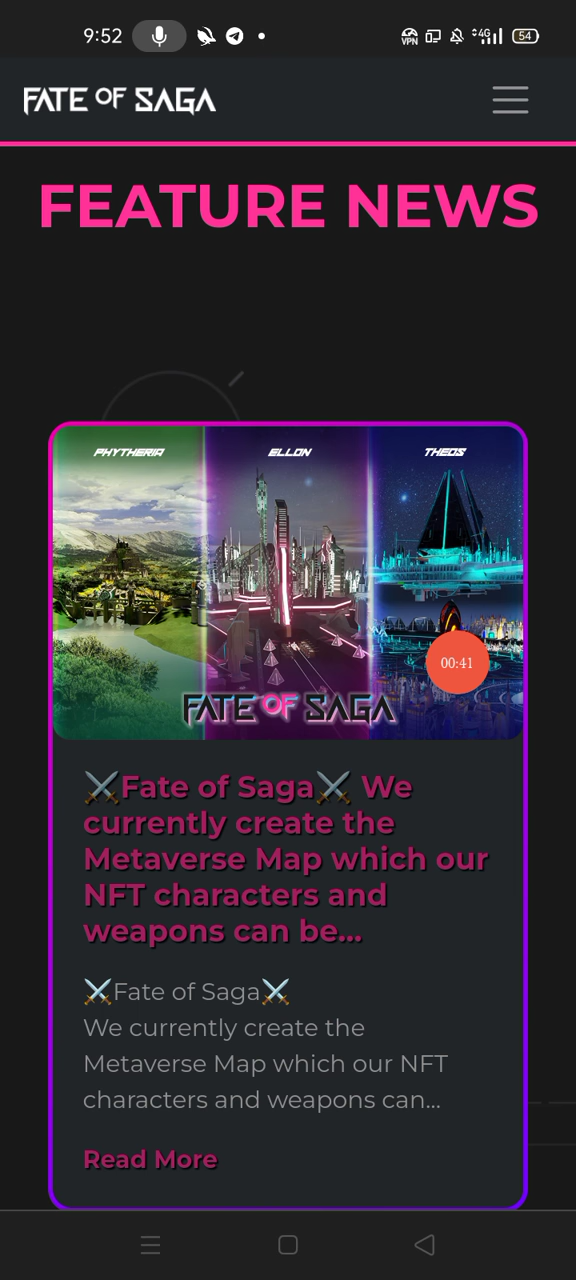 9:52
VPN
4G
54
FATE OF SAGA
FEATURE NEWS
PHYTHERIA
ELLON
THEOS
00:41
FATE OF SAGA
⚔️Fate of Saga⚔️ We
currently create the
Metaverse Map which our
NFT characters and
weapons can be...
⚔️Fate of Saga⚔️
We currently create the
Metaverse Map which our NFT
characters and weapons can...
Read More